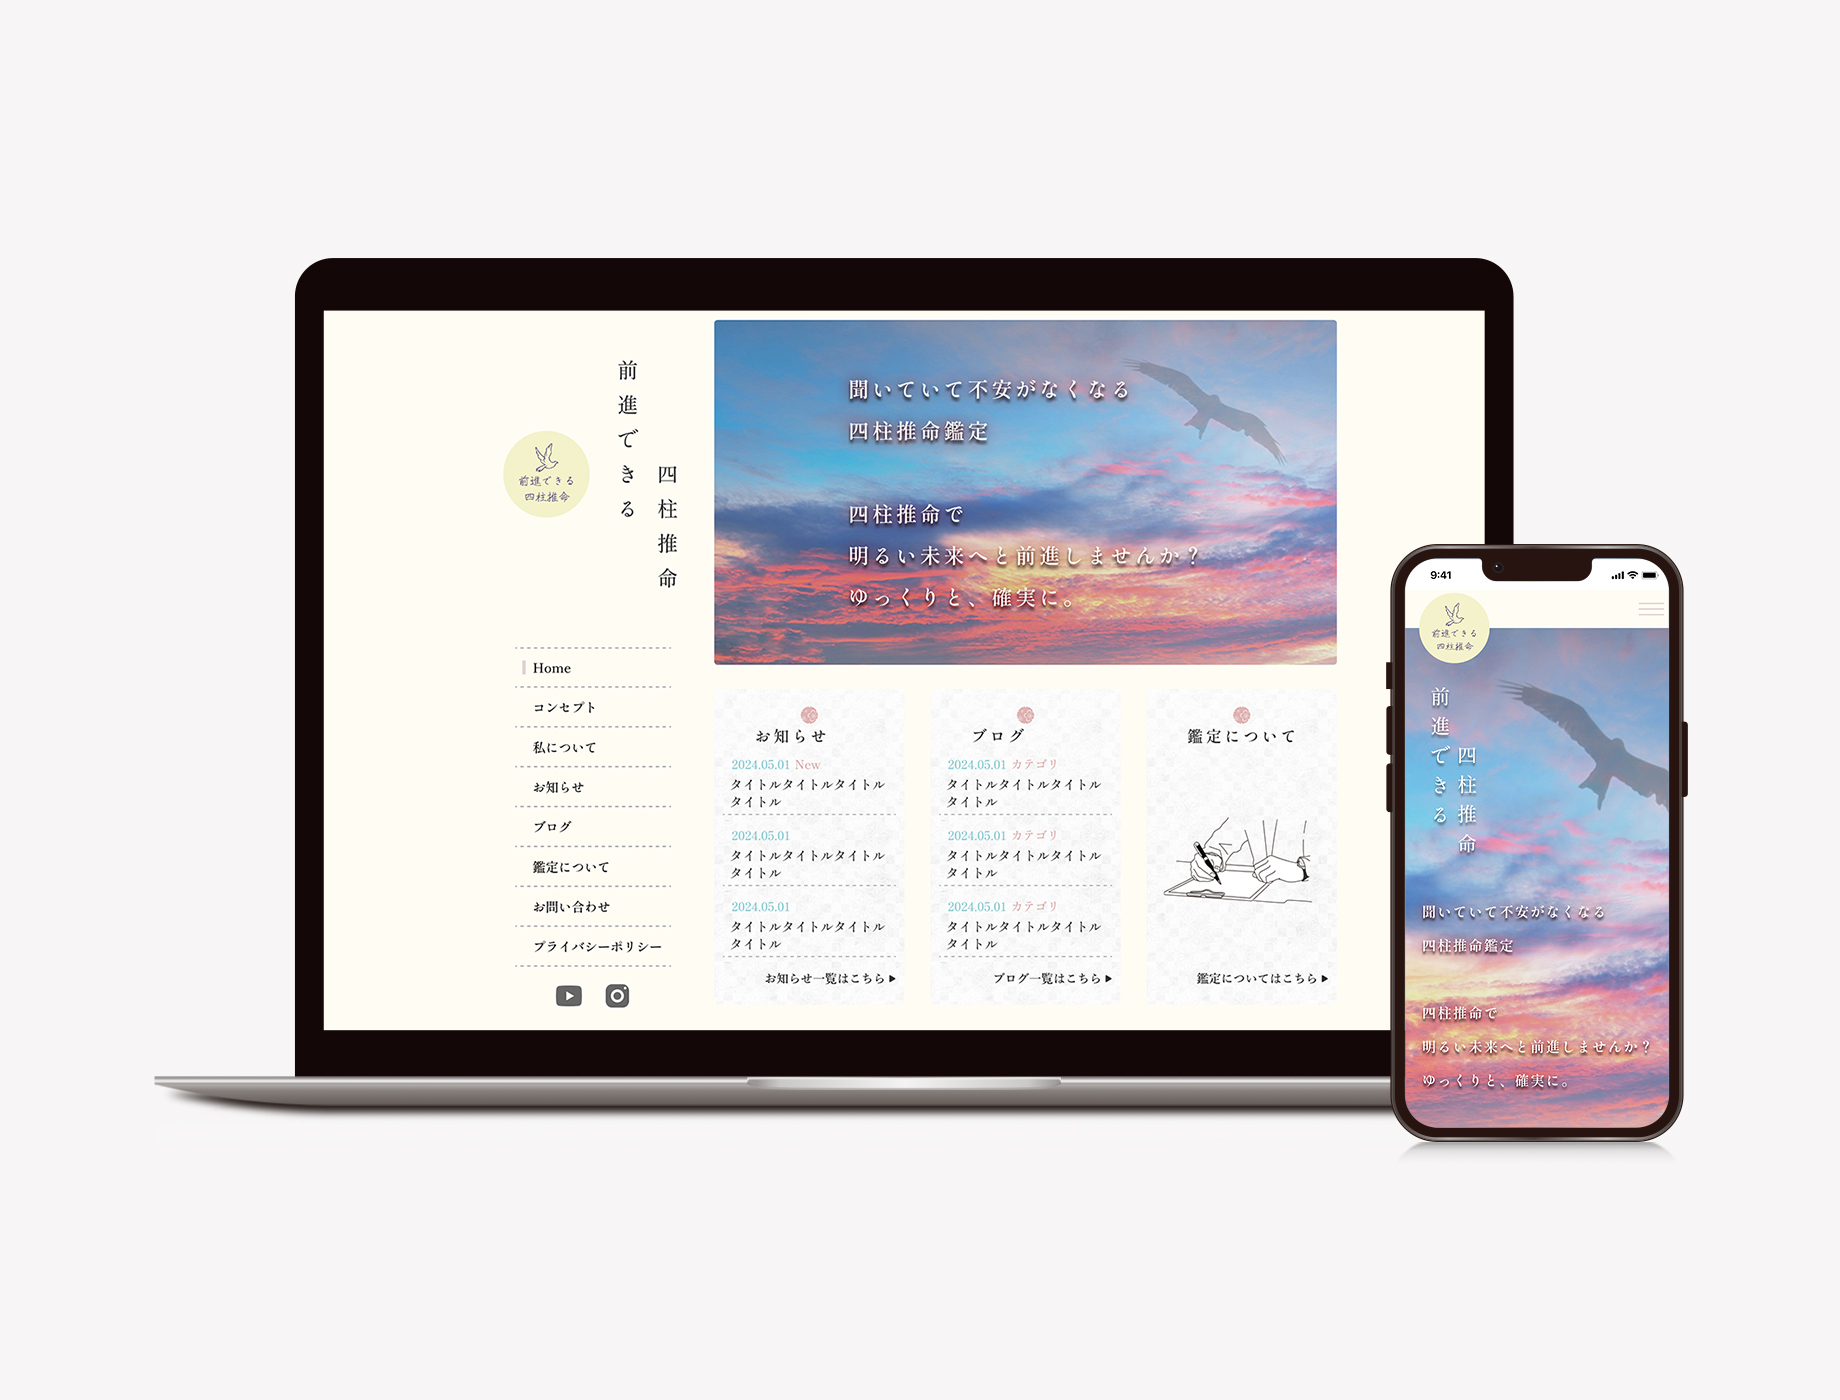 前進できる
四柱推命
前進できる
四柱推命
Home
コンセプト
私について
お知らせ
ブログ
鑑定について
お問い合わせ
プライバシーポリシー
聞いていて不安がなくなる
四柱推命鑑定
四柱推命で
明るい未来へと前進しませんか？
ゆっくりと、確実に。
お知らせ
2024.05.01 New
タイトルタイトルタイトル
タイトル
2024.05.01
タイトルタイトルタイトル
タイトル
2024.05.01
タイトルタイトルタイトル
タイトル
お知らせ一覧はこちら▶
ブログ
2024.05.01 カテゴリ
タイトルタイトルタイトル
タイトル
2024.05.01 カテゴリ
タイトルタイトルタイトル
タイトル
2024.05.01 カテゴリ
タイトルタイトルタイトル
タイトル
ブログ一覧はこちら▶
鑑定について
鑑定についてはこちら▶
9:41
前進できる
四柱推命
前進できる
四柱推命
聞いていて不安がなくなる
四柱推命鑑定
四柱推命で
明るい未来へと前進しませんか？
ゆっくりと、確実に。